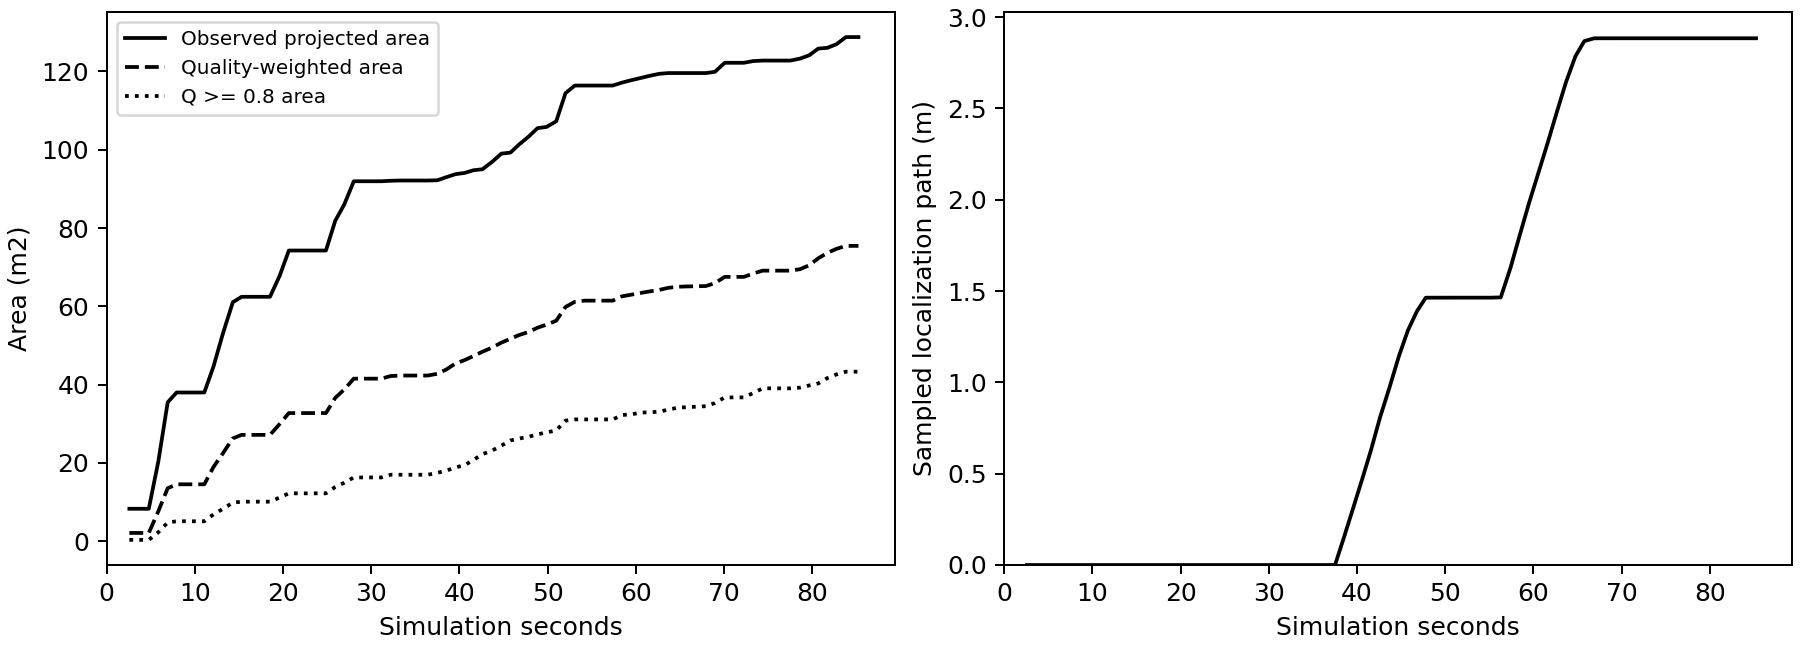 Observed projected area
Quality-weighted area
Q >= 0.8 area
120
100
80
60
40
20
0
Area (m2)
0 10 20 30 40 50 60 70 80
Simulation seconds
3.0
2.5
2.0
1.5
1.0
0.5
0.0
Sampled localization path (m)
0 10 20 30 40 50 60 70 80
Simulation seconds